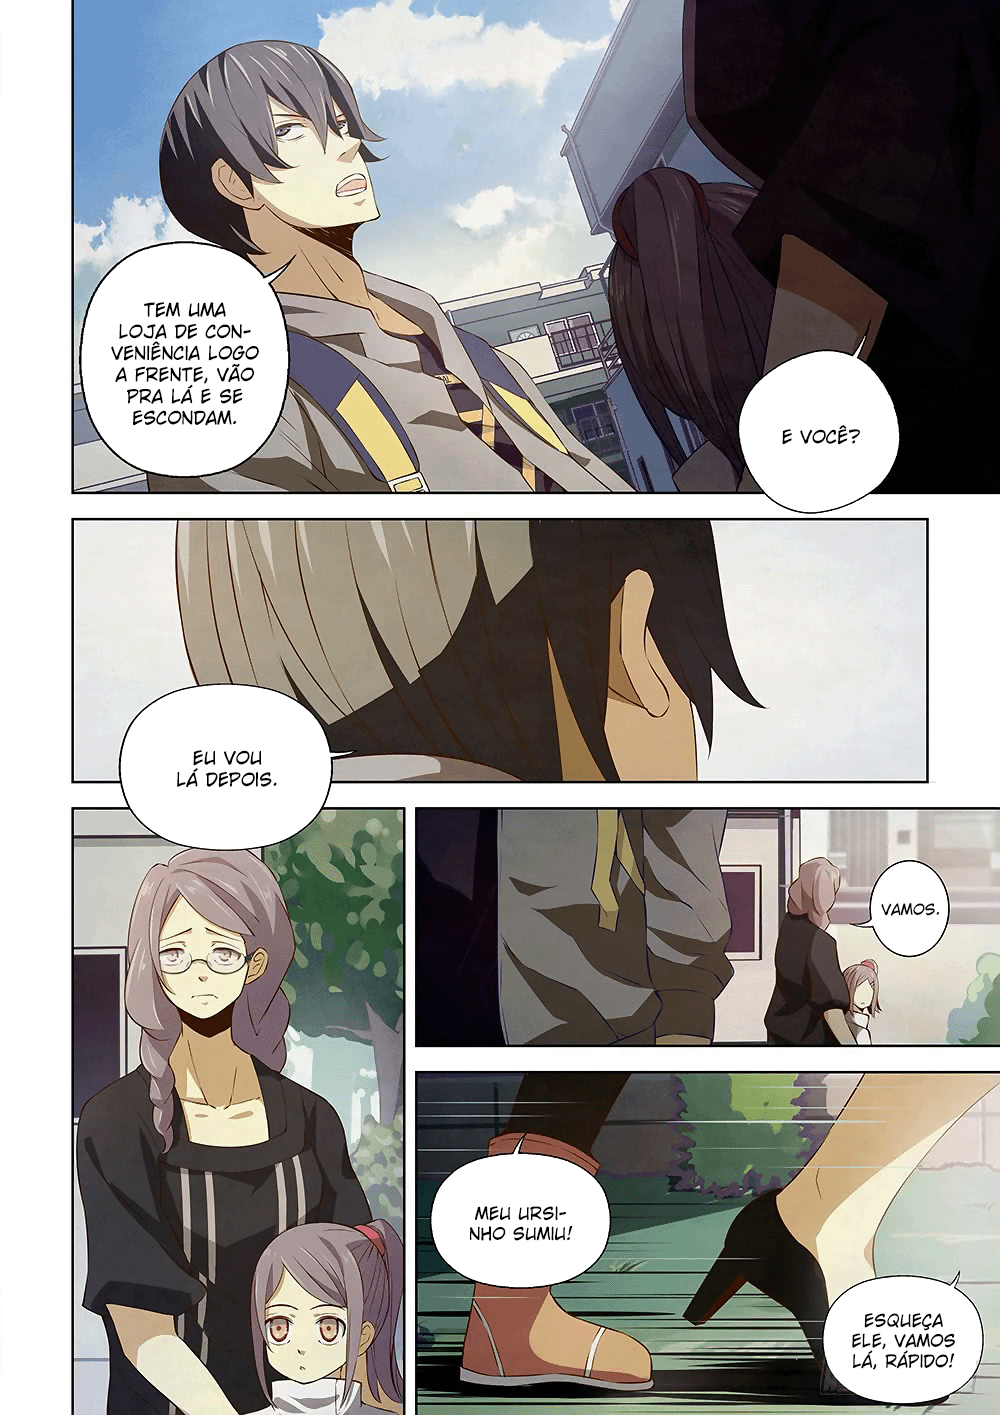 TEM UMA
LOJA DE CON-
VENIÊNCIA LOGO
A FRENTE, VÃO
PRA LÁ E SE
ESCONDAM.
E VOCÊ?
EU VOU
LÁ DEPOIS.
VAMOS.
MEU URSI-
NHO SUMIU!
ESQUEÇA
ELE, VAMOS
LÁ, RÁPIDO!